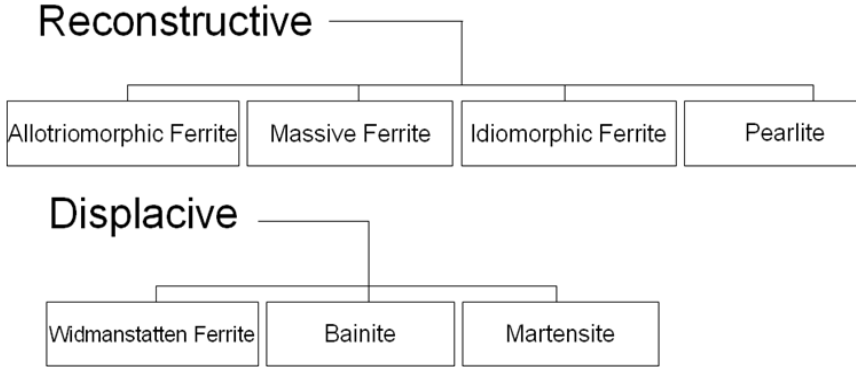 Reconstructive
Allotriomorphic Ferrite
Massive Ferrite
Idiomorphic Ferrite
Pearlite
Displacive
Widmanstatten Ferrite
Bainite
Martensite